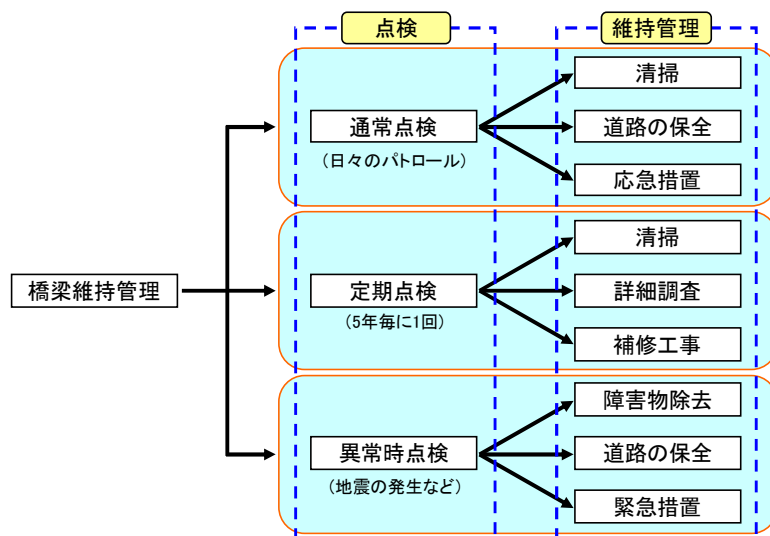 点検
維持管理
清掃
通常点検
道路の保全
(日々のパトロール)
応急措置
清掃
橋梁維持管理
定期点検
詳細調査
(5年毎に1回)
補修工事
障害物除去
異常時点検
道路の保全
(地震の発生など)
緊急措置